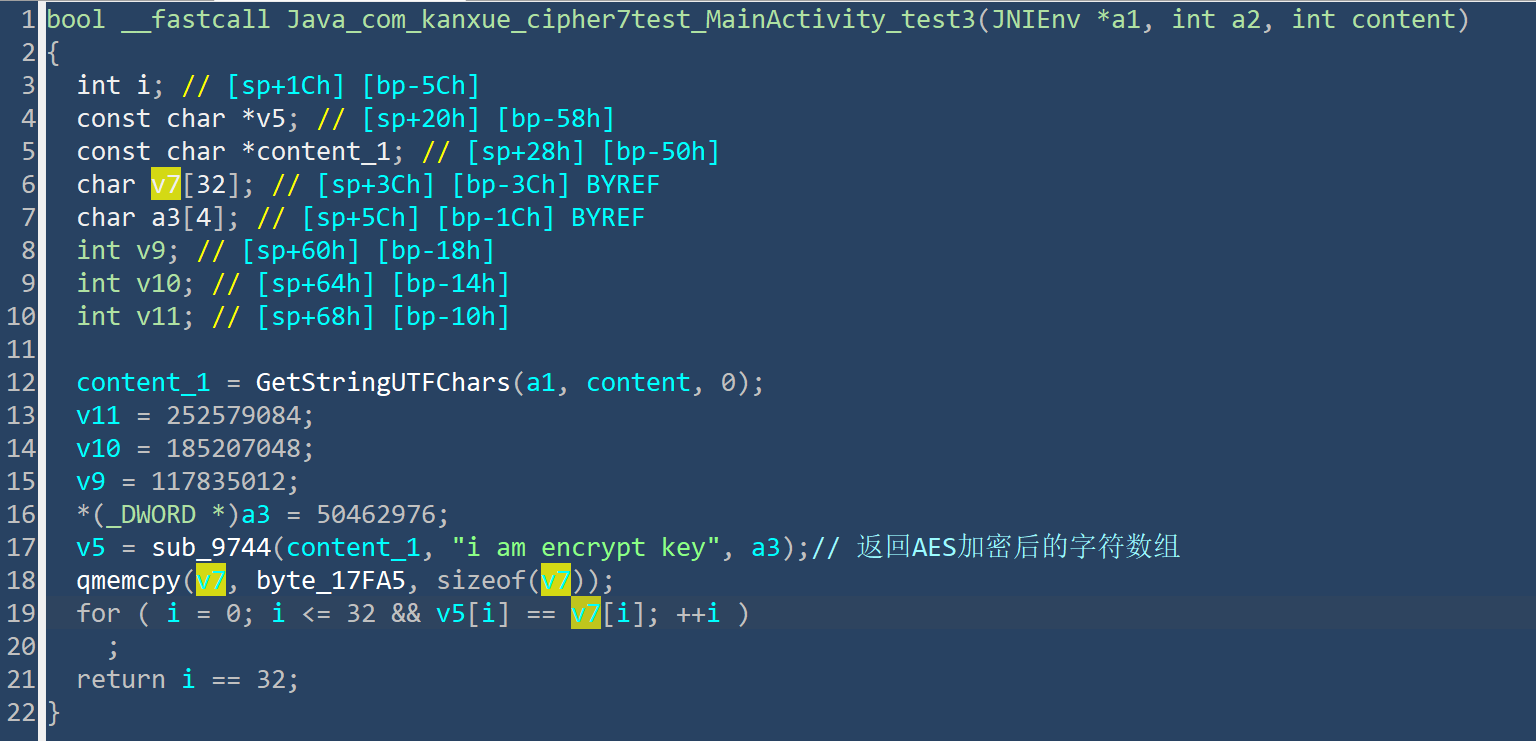 1 bool __fastcall Java_com_kanxue_cipher7test_MainActivity_test3(JNIEnv *a1, int a2, int content)
2 {
3   int i; // [sp+1Ch] [bp-5Ch]
4   const char *v5; // [sp+20h] [bp-58h]
5   const char *content_1; // [sp+28h] [bp-50h]
6   char v7[32]; // [sp+3Ch] [bp-3Ch] BYREF
7   char a3[4]; // [sp+5Ch] [bp-1Ch] BYREF
8   int v9; // [sp+60h] [bp-18h]
9   int v10; // [sp+64h] [bp-14h]
10   int v11; // [sp+68h] [bp-10h]
11
12   content_1 = GetStringUTFChars(a1, content, 0);
13   v11 = 252579084;
14   v10 = 185207048;
15   v9 = 117835012;
16   *(_DWORD *)a3 = 50462976;
17   v5 = sub_9744(content_1, "i am encrypt key", a3);// 返回AES加密后的字符数组
18   qmemcpy(v7, byte_17FA5, sizeof(v7));
19   for ( i = 0; i <= 32 && v5[i] == v7[i]; ++i )
20     ;
21   return i == 32;
22 }